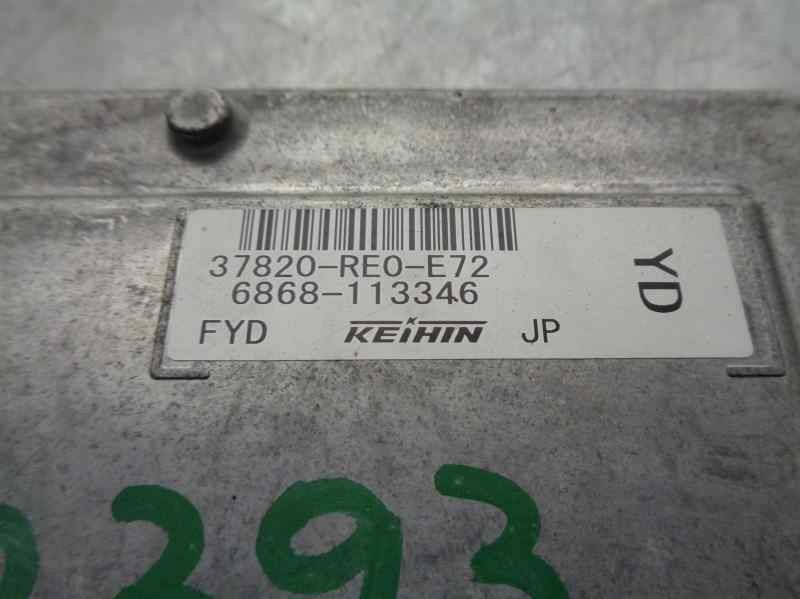 37820-RE0-E72
6868-113346
FYD KEIHIN JP
YD
293